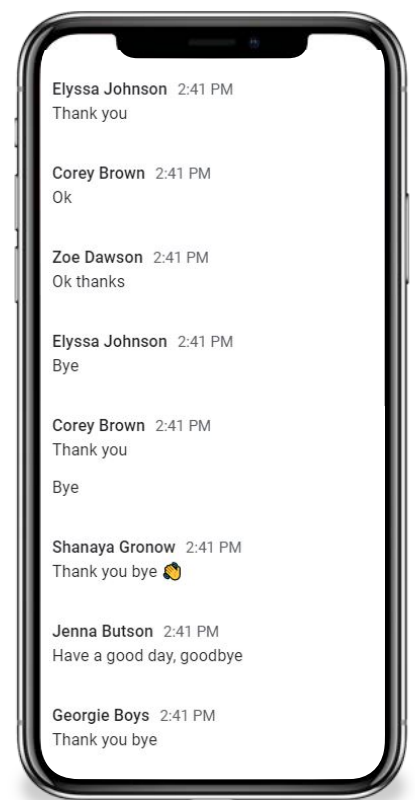 Elyssa Johnson 2:41 PM
Thank you
Corey Brown 2:41 PM
Ok
Zoe Dawson 2:41 PM
Ok thanks
Elyssa Johnson 2:41 PM
Bye
Corey Brown 2:41 PM
Thank you
Bye
Shanaya Gronow 2:41 PM
Thank you bye 👋
Jenna Butson 2:41 PM
Have a good day, goodbye
Georgie Boys 2:41 PM
Thank you bye